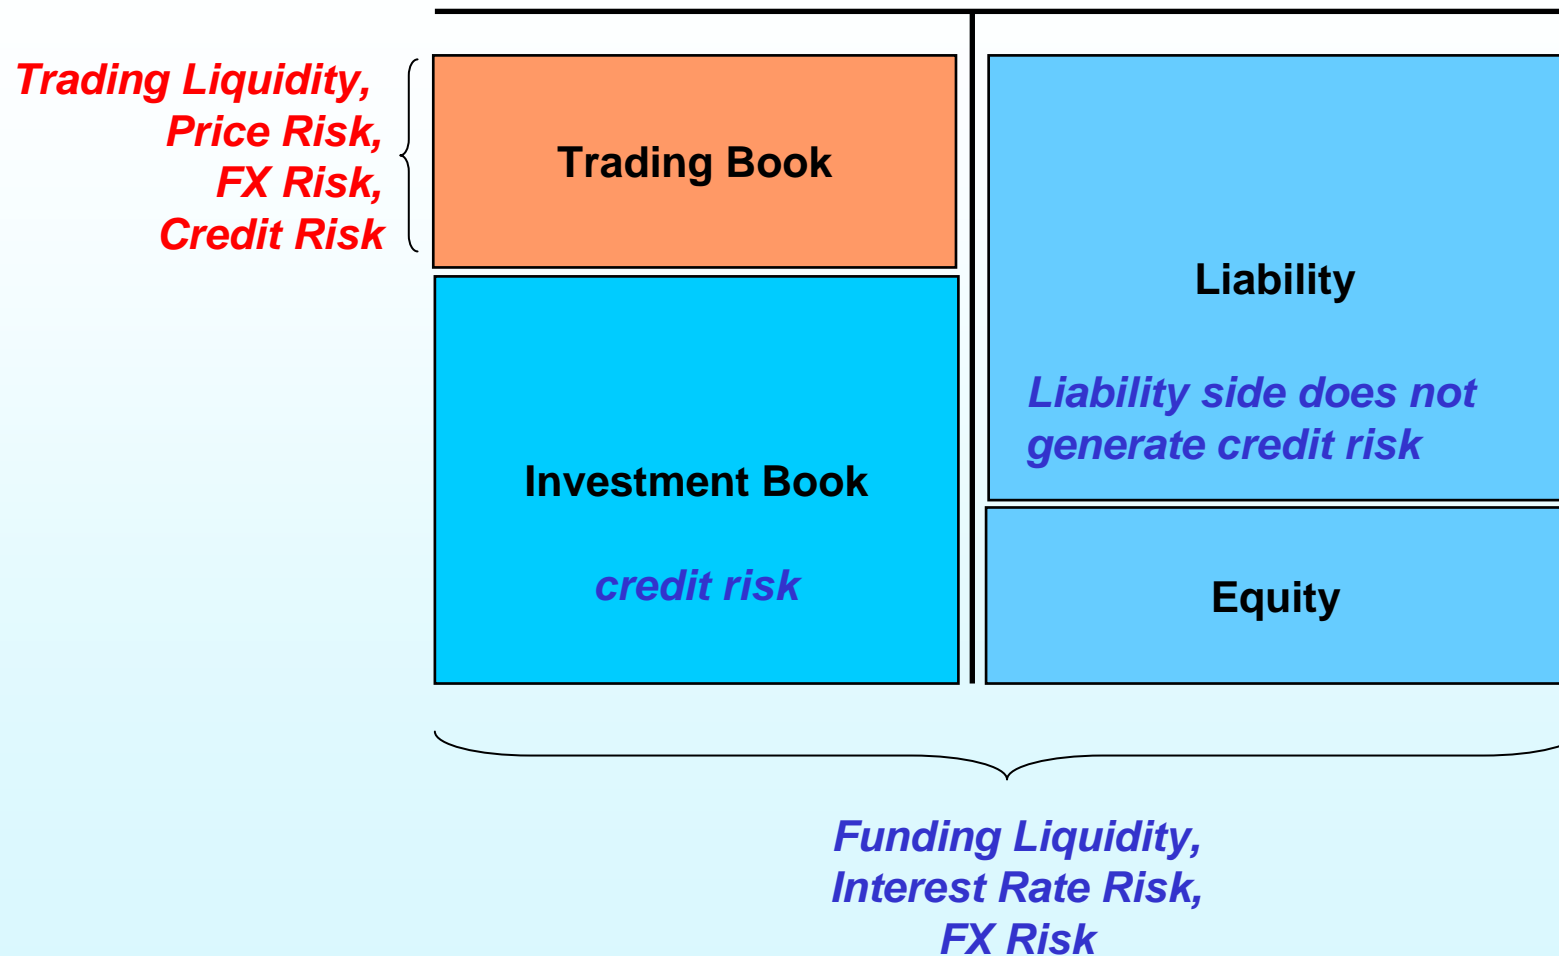 Trading Liquidity,
Price Risk,
FX Risk,
Credit Risk
Trading Book
Investment Book
credit risk
Liability
Liability side does not
generate credit risk
Equity
Funding Liquidity,
Interest Rate Risk,
FX Risk